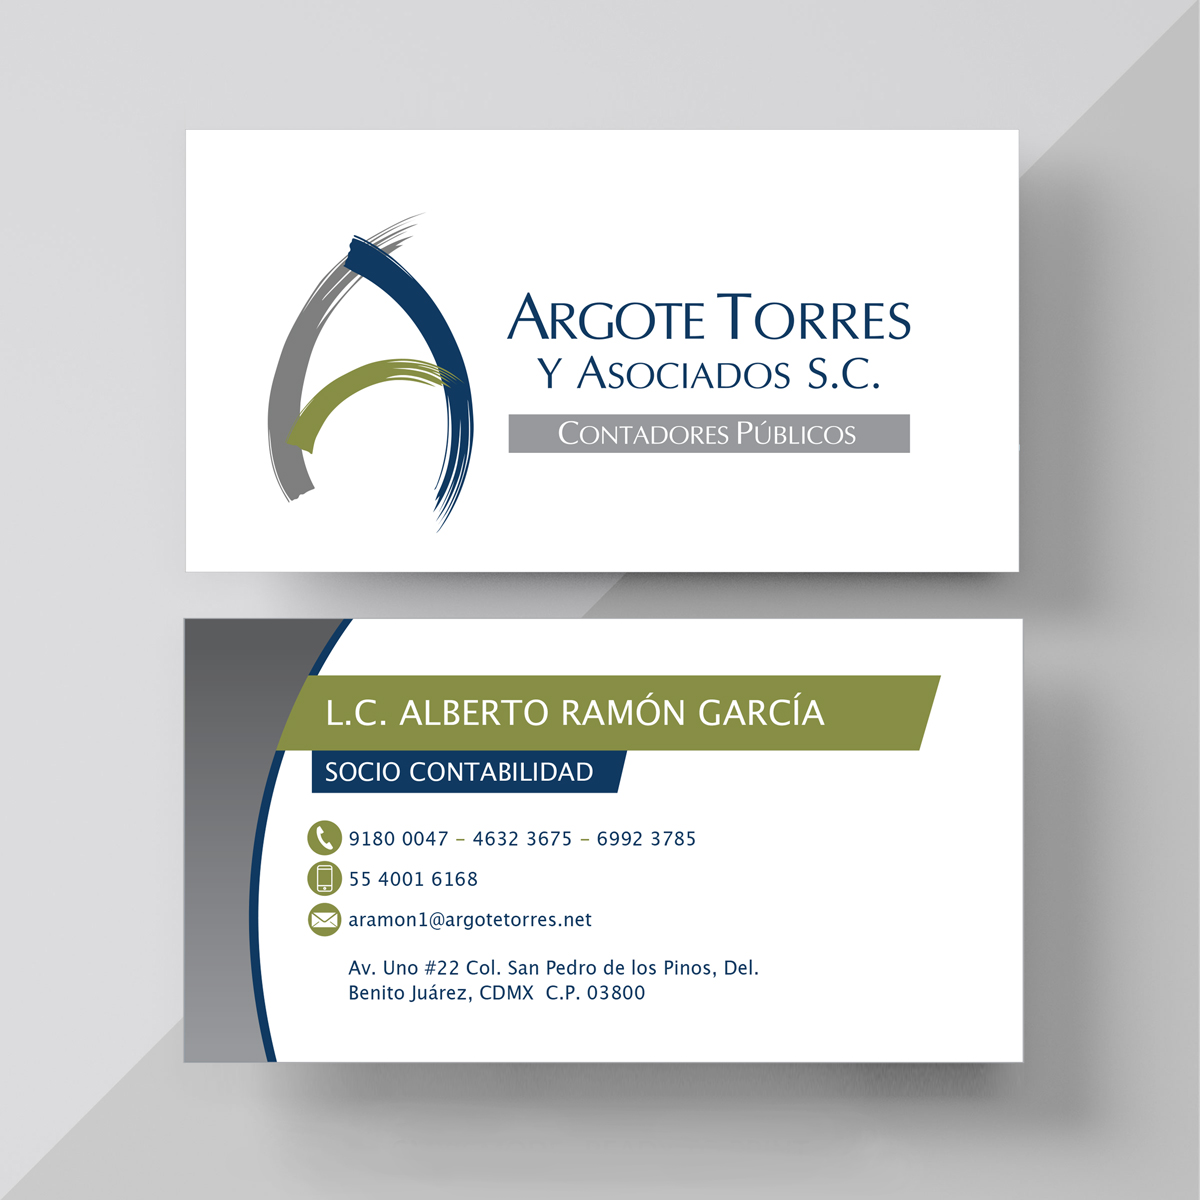 ARGOTE TORRES
Y ASOCIADOS S.C.
CONTADORES PÚBLICOS
L.C. ALBERTO RAMÓN GARCÍA
SOCIO CONTABILIDAD
9180 0047 – 4632 3675 – 6992 3785
55 4001 6168
aramon1@argotetorres.net
Av. Uno #22 Col. San Pedro de los Pinos, Del.
Benito Juárez, CDMX C.P. 03800